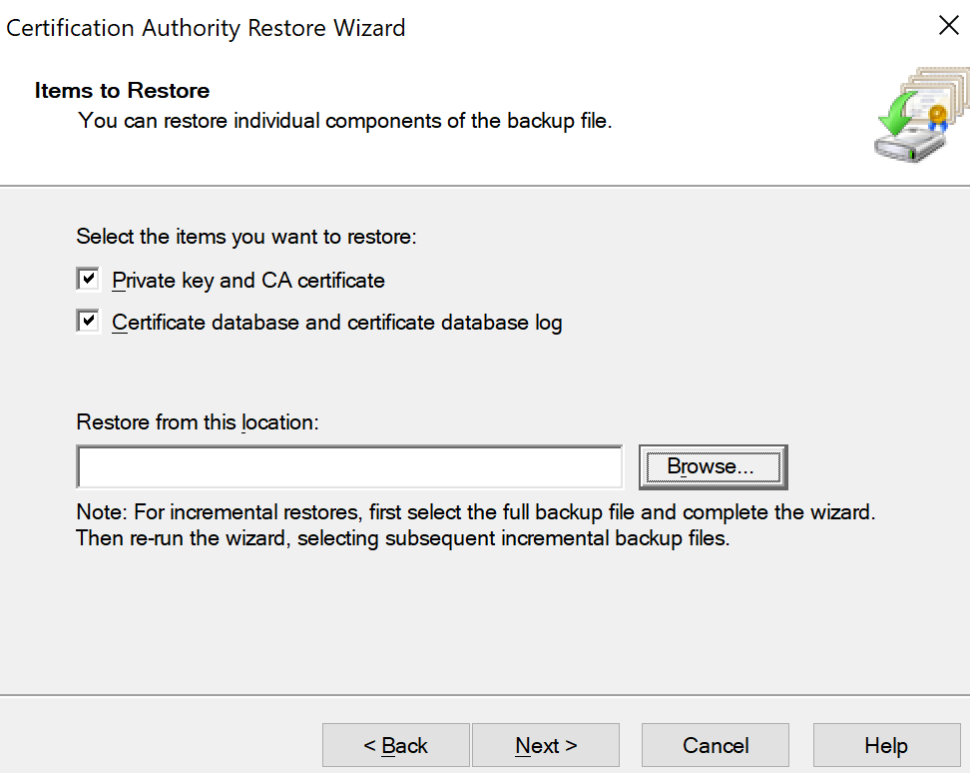 Certification Authority Restore Wizard
Items to Restore
You can restore individual components of the backup file.
Select the items you want to restore:
Private key and CA certificate
Certificate database and certificate database log
Restore from this location:
Browse...
Note: For incremental restores, first select the full backup file and complete the wizard.
Then re-run the wizard, selecting subsequent incremental backup files.
< Back Next > Cancel Help